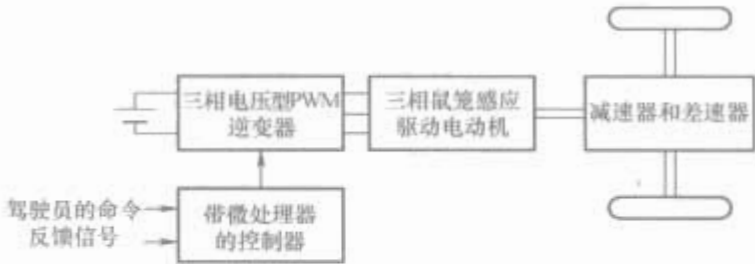 三相电压型PWM
逆变器
三相鼠笼感应
驱动电动机
减速器和差速器
驾驶员的命令
反馈信号
带微处理器
的控制器